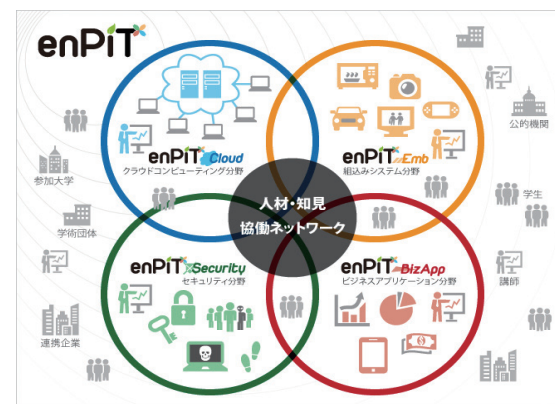 enPiT
公的機関
enPiT Cloud
クラウドコンピューティング分野
enPiT Emb
組込みシステム分野
参加大学
学生
人材・知見
協働ネットワーク
学術団体
enPiT Security
セキュリティ分野
enPiT BizApp
ビジネスアプリケーション分野
講師
連携企業